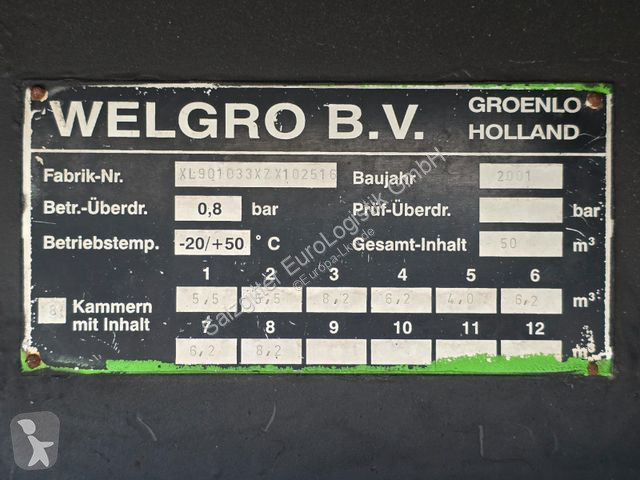 WELGRO B.V. GROENLO HOLLAND
Fabrik-Nr. XL901033XZX102516 Baujahr 2001
Betr.-Überdr. 0,8 bar Prüf-Überdr. bar
Betriebstemp. -20/+50 °C Gesamt-Inhalt 50 m³
1 2 3 4 5 6
8 Kammern mit Inhalt 5,5 5,5 8,2 6,2 4,0 6,2 m³
7 8 9 10 11 12
6,2 8,2 m³
Salzgitter EuroLogistik GmbH
©Europa-Lkw.de